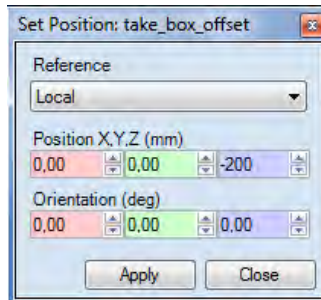 Set Position: take_box_offset
Reference
Local
Position X,Y,Z (mm)
0,00 0,00 -200
Orientation (deg)
0,00 0,00 0,00
Apply Close